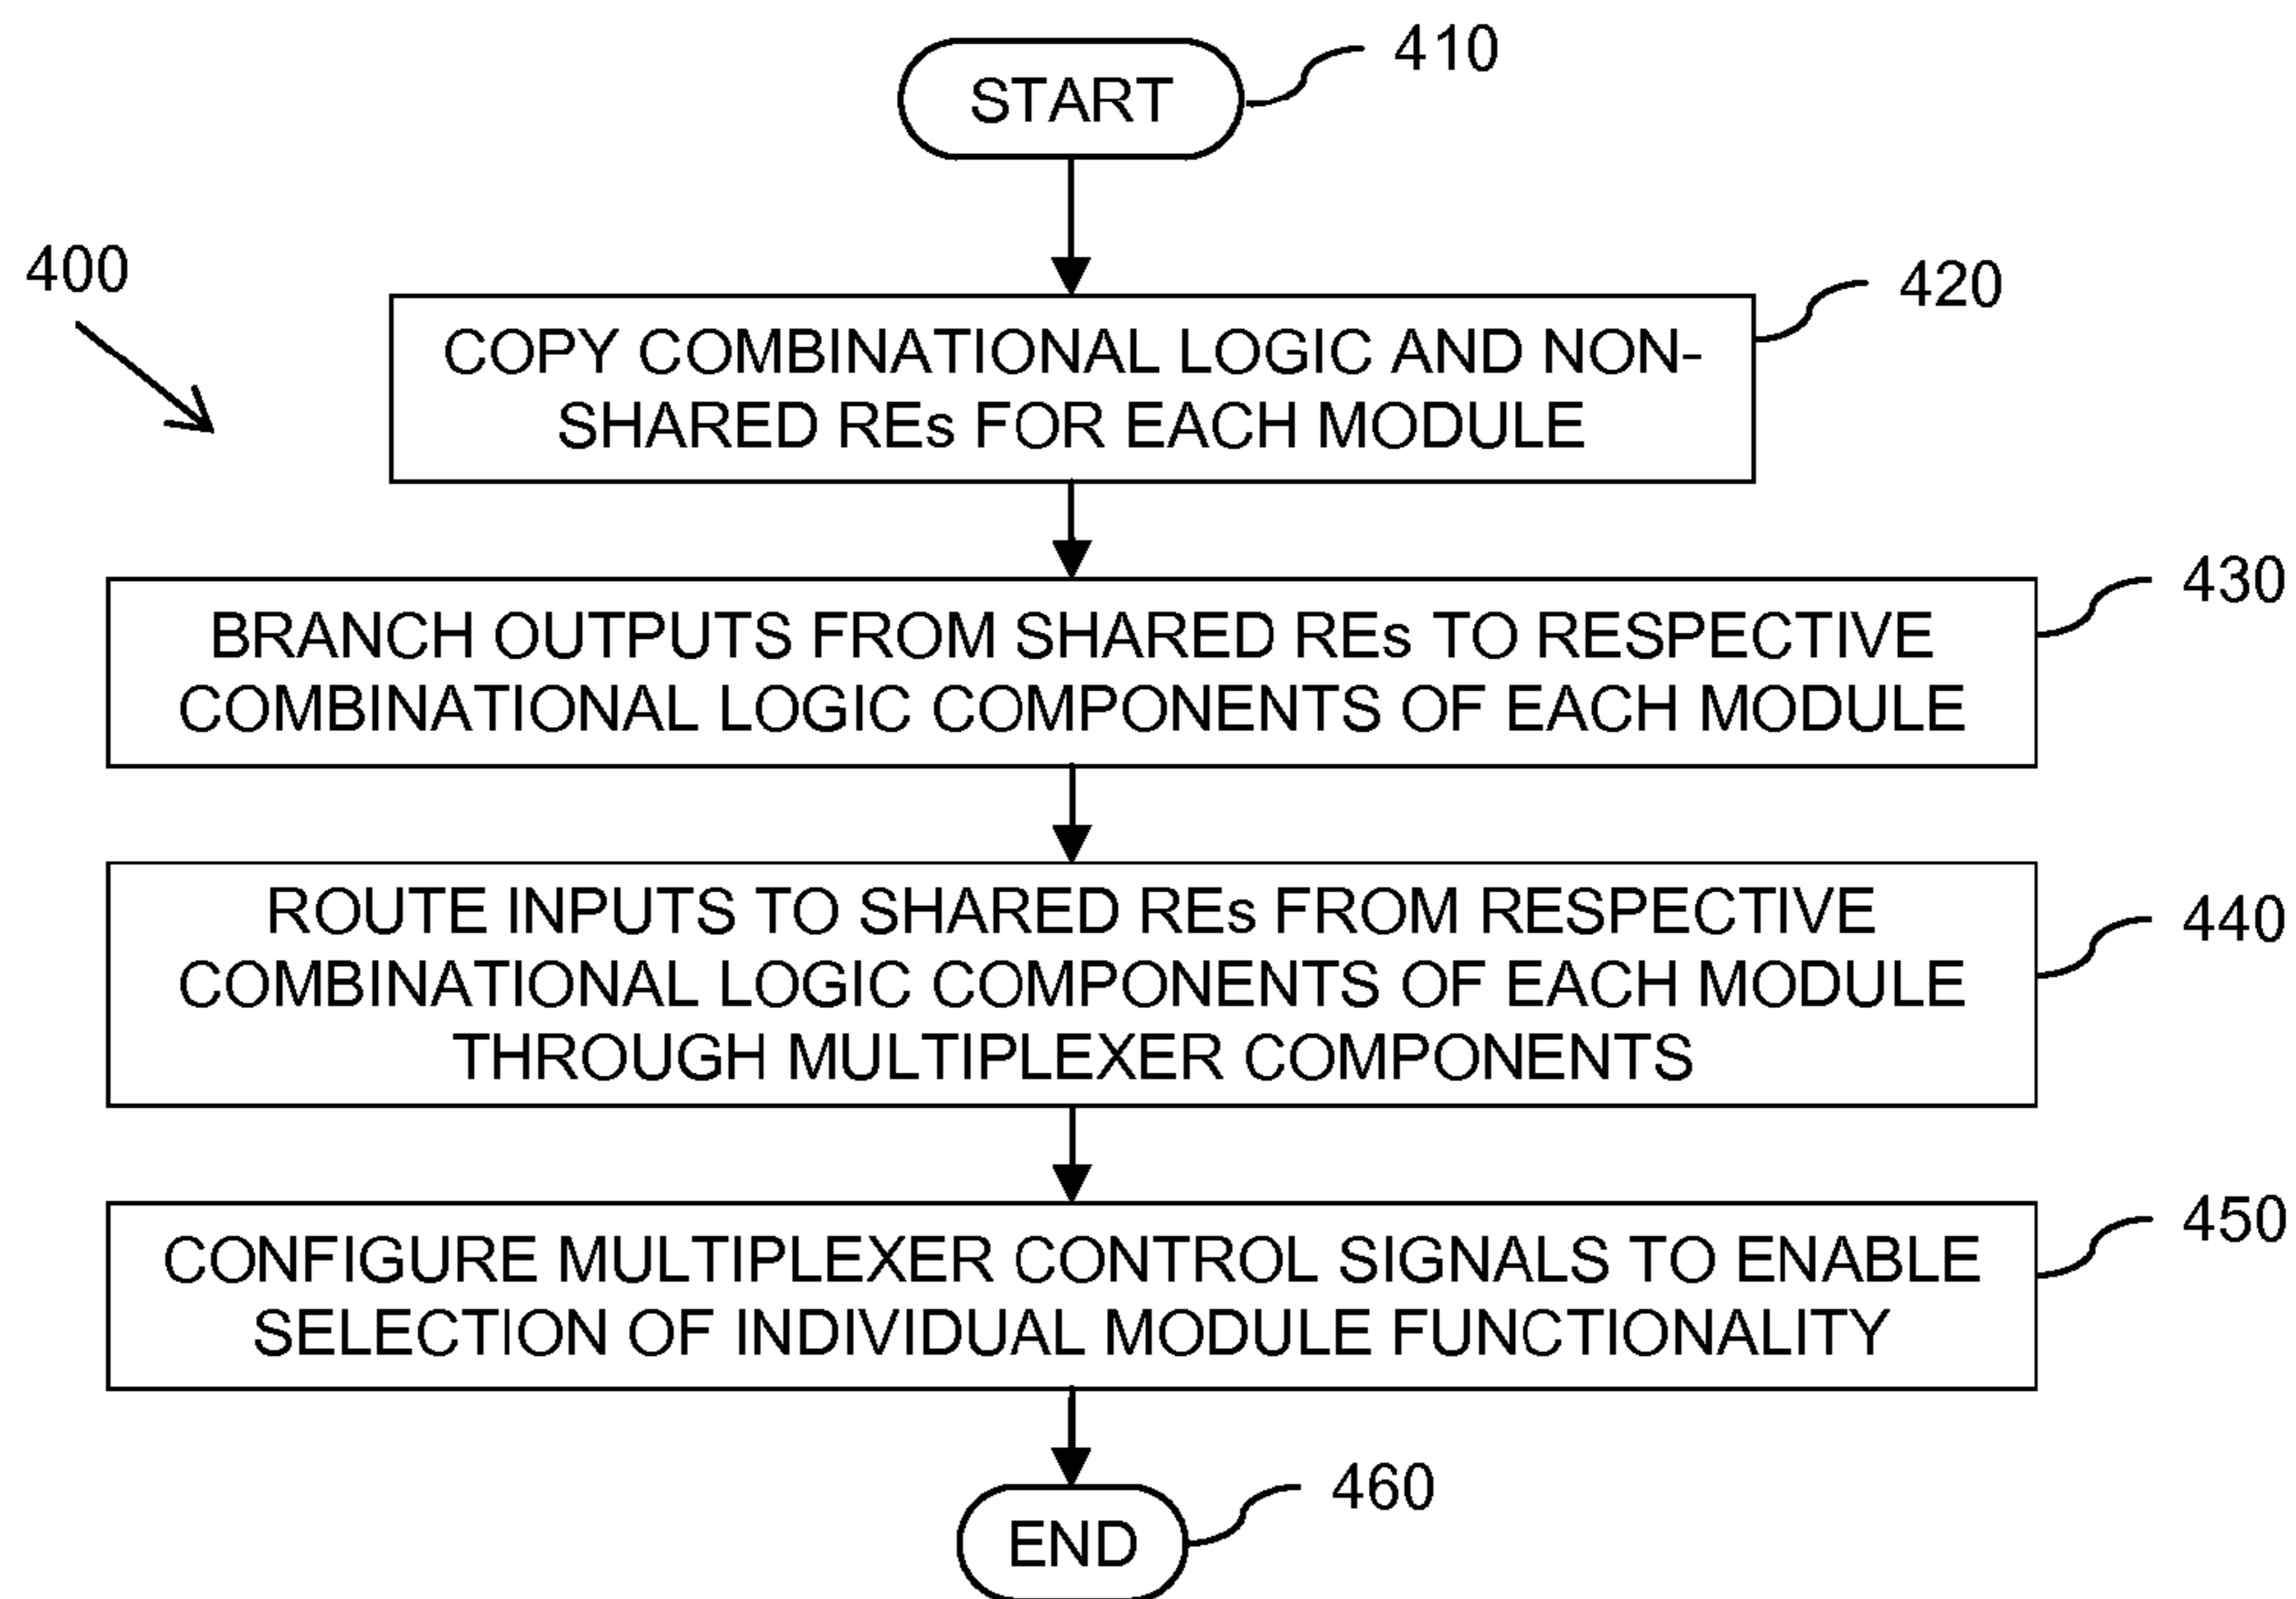 START
410
400
420
COPY COMBINATIONAL LOGIC AND NON-
SHARED REs FOR EACH MODULE
430
BRANCH OUTPUTS FROM SHARED REs TO RESPECTIVE
COMBINATIONAL LOGIC COMPONENTS OF EACH MODULE
440
ROUTE INPUTS TO SHARED REs FROM RESPECTIVE
COMBINATIONAL LOGIC COMPONENTS OF EACH MODULE
THROUGH MULTIPLEXER COMPONENTS
450
CONFIGURE MULTIPLEXER CONTROL SIGNALS TO ENABLE
SELECTION OF INDIVIDUAL MODULE FUNCTIONALITY
460
END